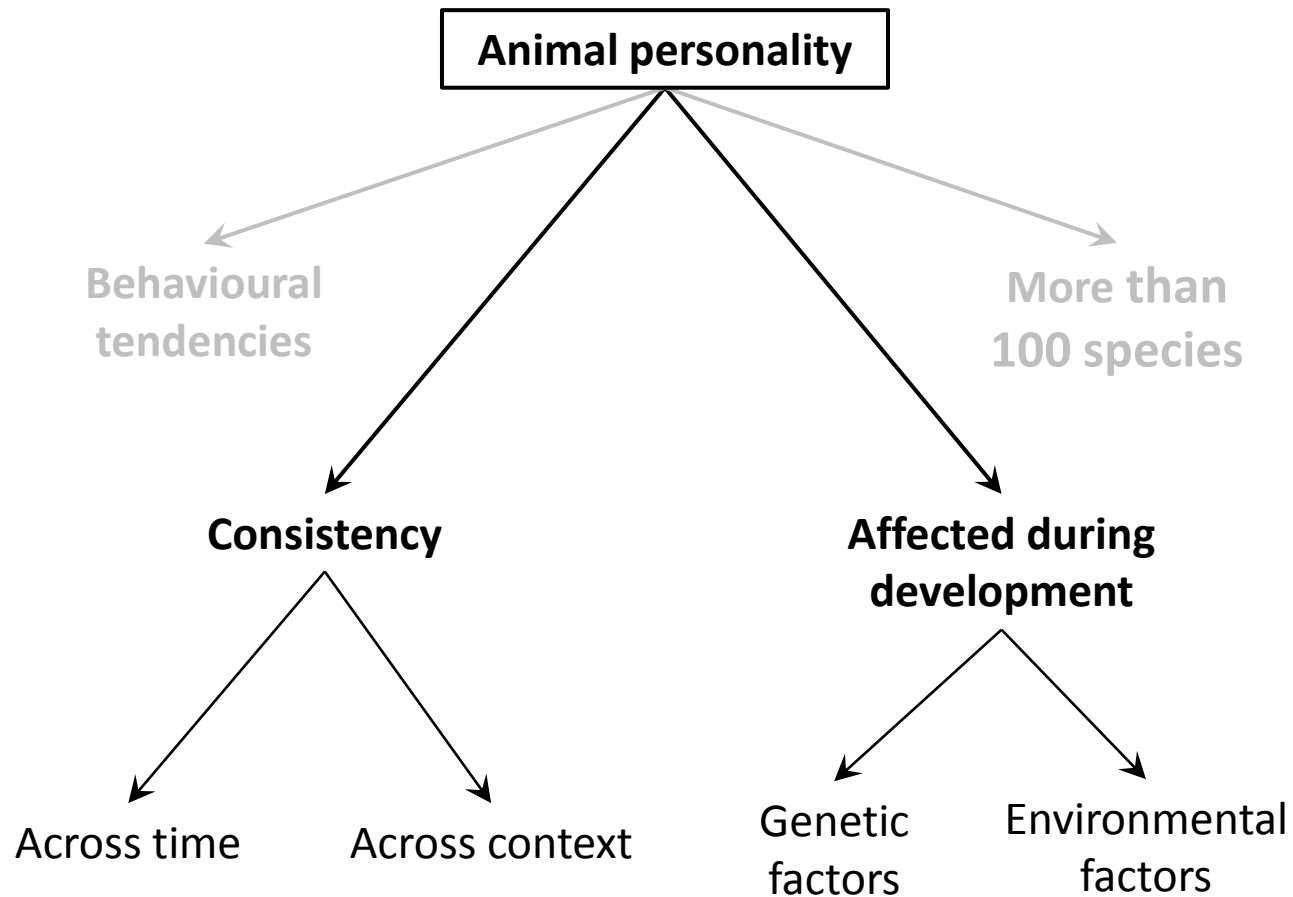 Animal personality
Behavioural
tendencies
More than
100 species
Consistency
Affected during
development
Across time
Across context
Genetic
factors
Environmental
factors